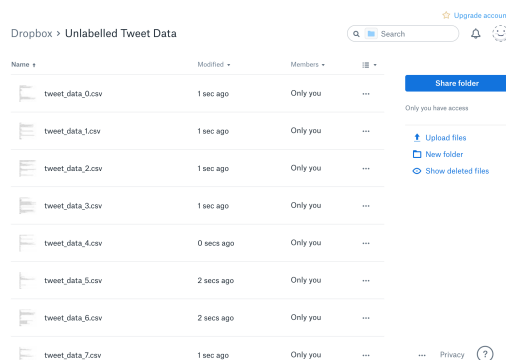 Upgrade accoun
Dropbox > Unlabelled Tweet Data
Search
Name ↑ Modified ▾ Members ▾
Share folder
tweet_data_0.csv 1 sec ago Only you ...
Only you have access
tweet_data_1.csv 1 sec ago Only you ...
Upload files
New folder
tweet_data_2.csv 1 sec ago Only you ...
Show deleted files
tweet_data_3.csv 1 sec ago Only you ...
tweet_data_4.csv 0 secs ago Only you ...
tweet_data_5.csv 2 secs ago Only you ...
tweet_data_6.csv 2 secs ago Only you ...
tweet_data_7.csv 1 sec ago Only you ... Privacy ?